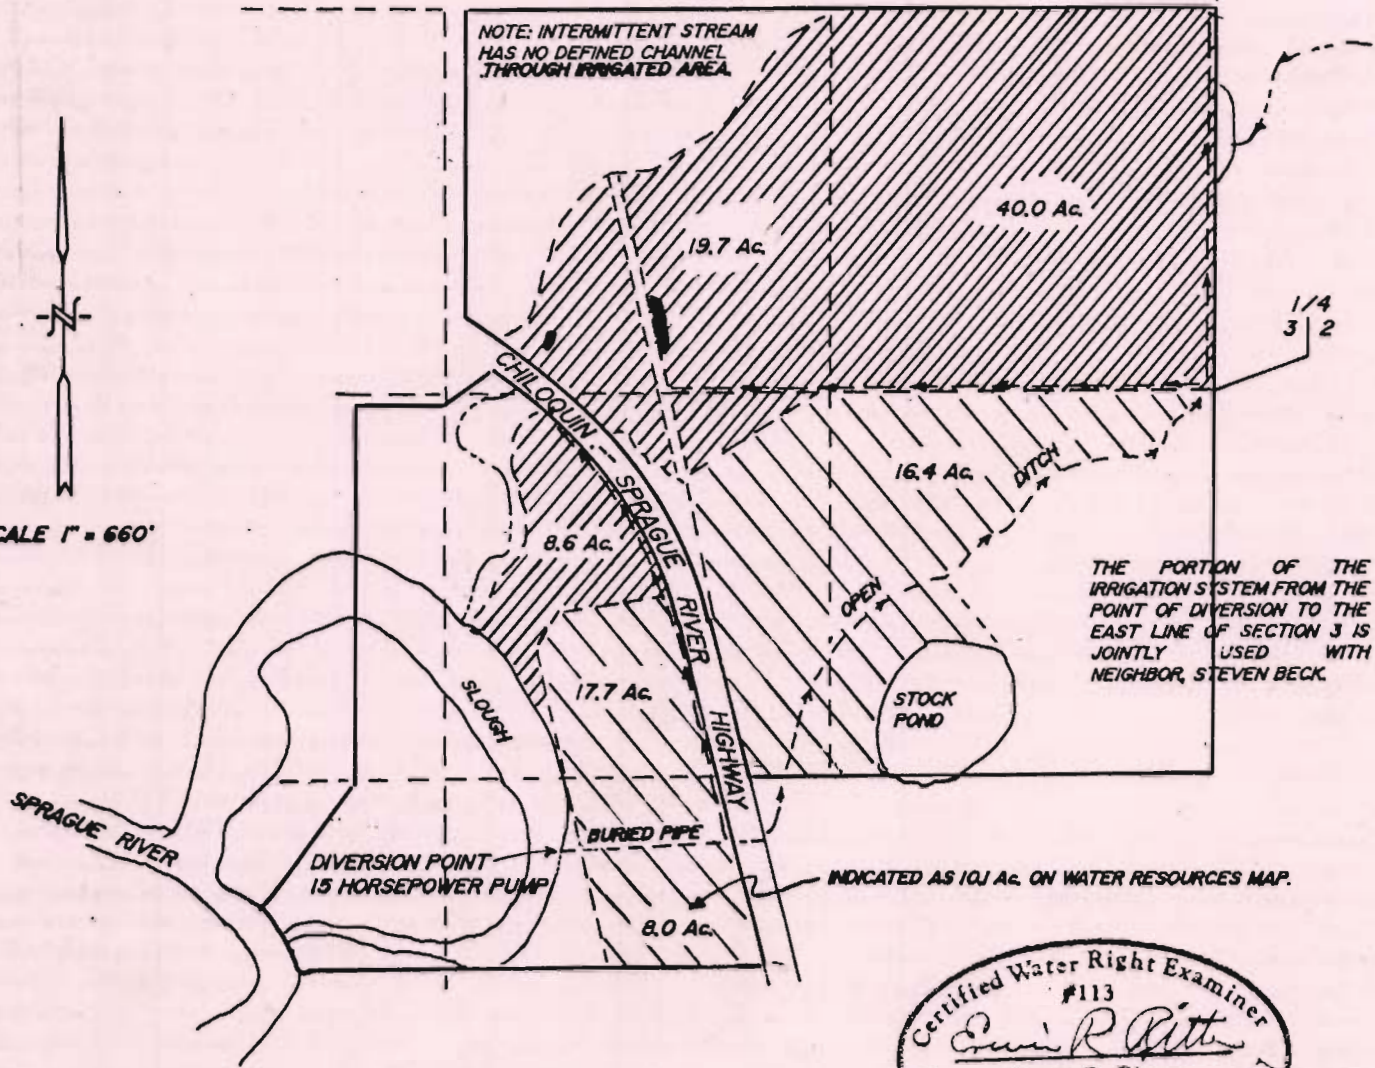 NOTE: INTERMITTENT STREAM
HAS NO DEFINED CHANNEL
THROUGH IRRIGATED AREA.
40.0 Ac.
19.7 Ac.
N
1/4
3 2
CHILOQUIN - SPRAGUE RIVER HIGHWAY
16.4 Ac.
DITCH
OPEN
SCALE 1" = 660'
8.6 Ac.
THE PORTION OF THE
IRRIGATION SYSTEM FROM THE
POINT OF DIVERSION TO THE
EAST LINE OF SECTION 3 IS
JOINTLY USED WITH
NEIGHBOR, STEVEN BECK.
17.7 Ac.
SLOUGH
STOCK
POND
SPRAGUE RIVER
BURIED PIPE
DIVERSION POINT
15 HORSEPOWER PUMP
INDICATED AS 10.1 Ac. ON WATER RESOURCES MAP.
8.0 Ac.
Certified Water Right Examiner
#113
Erwin R Ritter